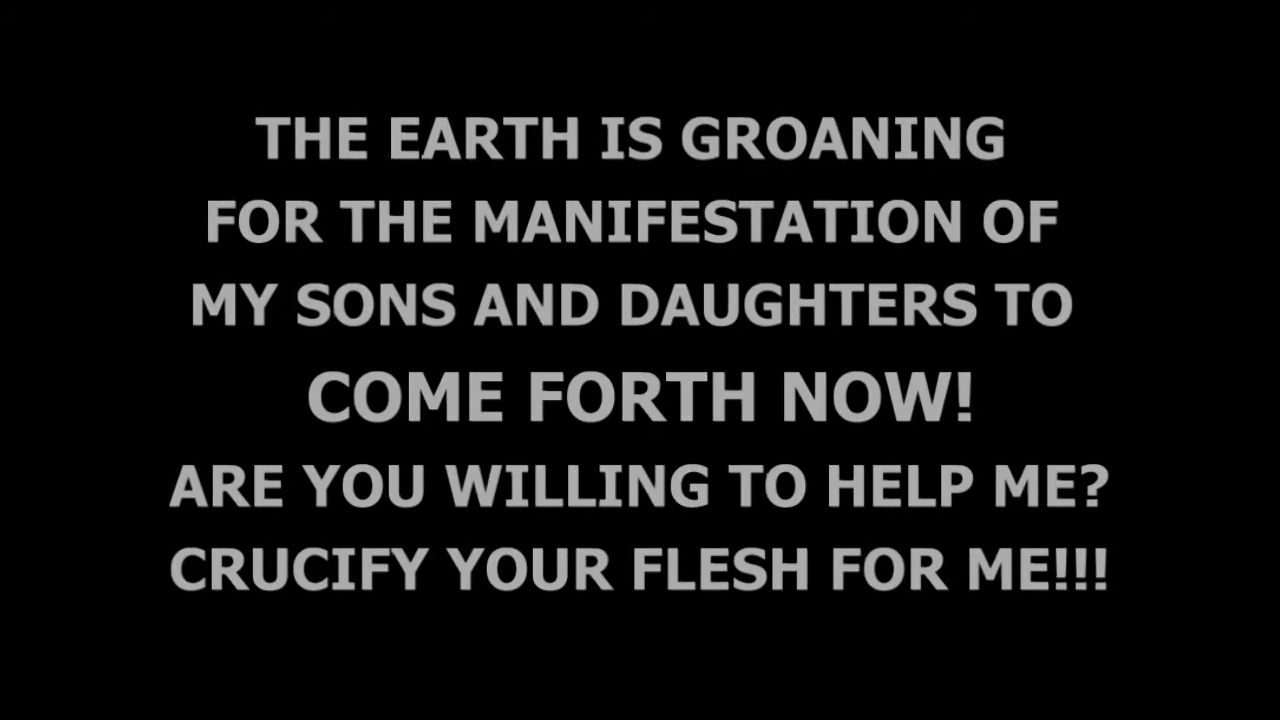 THE EARTH IS GROANING
FOR THE MANIFESTATION OF
MY SONS AND DAUGHTERS TO
COME FORTH NOW!
ARE YOU WILLING TO HELP ME?
CRUCIFY YOUR FLESH FOR ME!!!